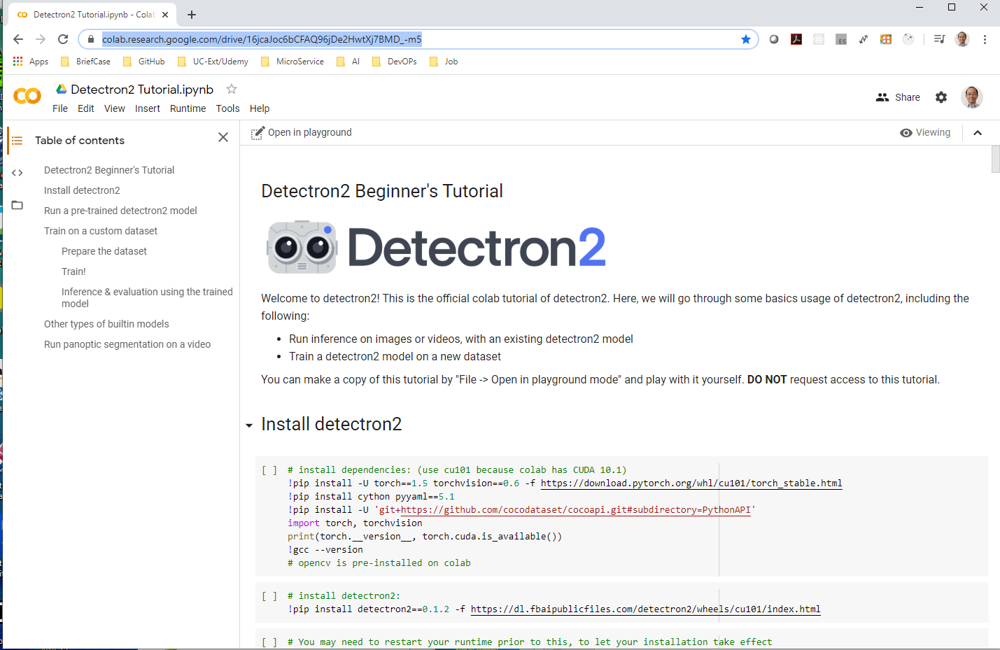 Detectron2 Tutorial.ipynb - Colab
colab.research.google.com/drive/16jcaJoc6bCFAQ96jDe2HwtXj7BMD_-m5
ES
Apps BriefCase GitHub UC-Ext/Udemy MicroService AI DevOPs Job
Detectron2 Tutorial.ipynb
File Edit View Insert Runtime Tools Help
Share
Table of contents
Open in playground
Viewing
Detectron2 Beginner's Tutorial
Install detectron2
Run a pre-trained detectron2 model
Train on a custom dataset
Prepare the dataset
Train!
Inference & evaluation using the trained
model
Other types of builtin models
Run panoptic segmentation on a video
Detectron2 Beginner's Tutorial
Detectron2
Welcome to detectron2! This is the official colab tutorial of detectron2. Here, we will go through some basics usage of detectron2, including the
following:
• Run inference on images or videos, with an existing detectron2 model
• Train a detectron2 model on a new dataset
You can make a copy of this tutorial by "File -> Open in playground mode" and play with it yourself. DO NOT request access to this tutorial.
Install detectron2
[ ] # install dependencies: (use cu101 because colab has CUDA 10.1)
!pip install -U torch==1.5 torchvision==0.6 -f https://download.pytorch.org/whl/cu101/torch_stable.html
!pip install cython pyyaml==5.1
!pip install -U 'git+https://github.com/cocodataset/cocoapi.git#subdirectory=PythonAPI'
import torch, torchvision
print(torch.__version__, torch.cuda.is_available())
!gcc --version
# opencv is pre-installed on colab
[ ] # install detectron2:
!pip install detectron2==0.1.2 -f https://dl.fbaipublicfiles.com/detectron2/wheels/cu101/index.html
[ ] # You may need to restart your runtime prior to this, to let your installation take effect